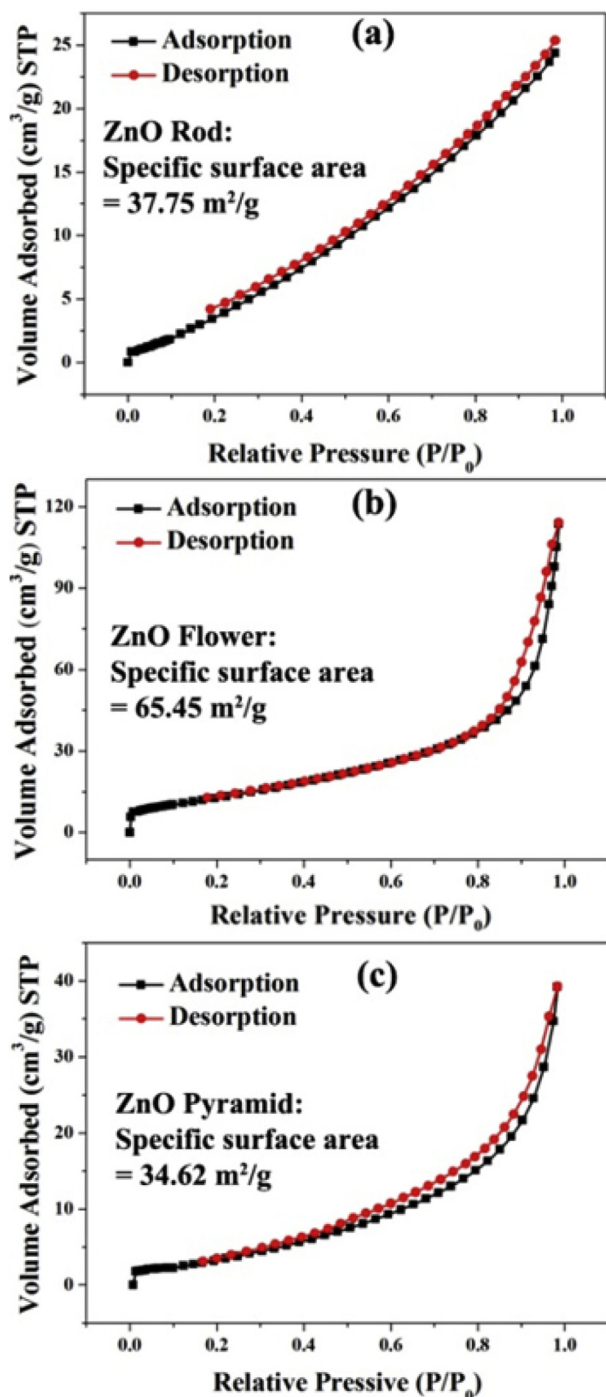 (a)
Adsorption
Desorption
ZnO Rod:
Specific surface area
= 37.75 m²/g
Volume Adsorbed (cm³/g) STP
25
20
15
10
5
0
0.0 0.2 0.4 0.6 0.8 1.0
Relative Pressure (P/P₀)
(b)
Adsorption
Desorption
ZnO Flower:
Specific surface area
= 65.45 m²/g
Volume Adsorbed (cm³/g) STP
120
90
60
30
0
0.0 0.2 0.4 0.6 0.8 1.0
Relative Pressure (P/P₀)
(c)
Adsorption
Desorption
ZnO Pyramid:
Specific surface area
= 34.62 m²/g
Volume Adsorbed (cm³/g) STP
40
30
20
10
0
0.0 0.2 0.4 0.6 0.8 1.0
Relative Pressive (P/P₀)